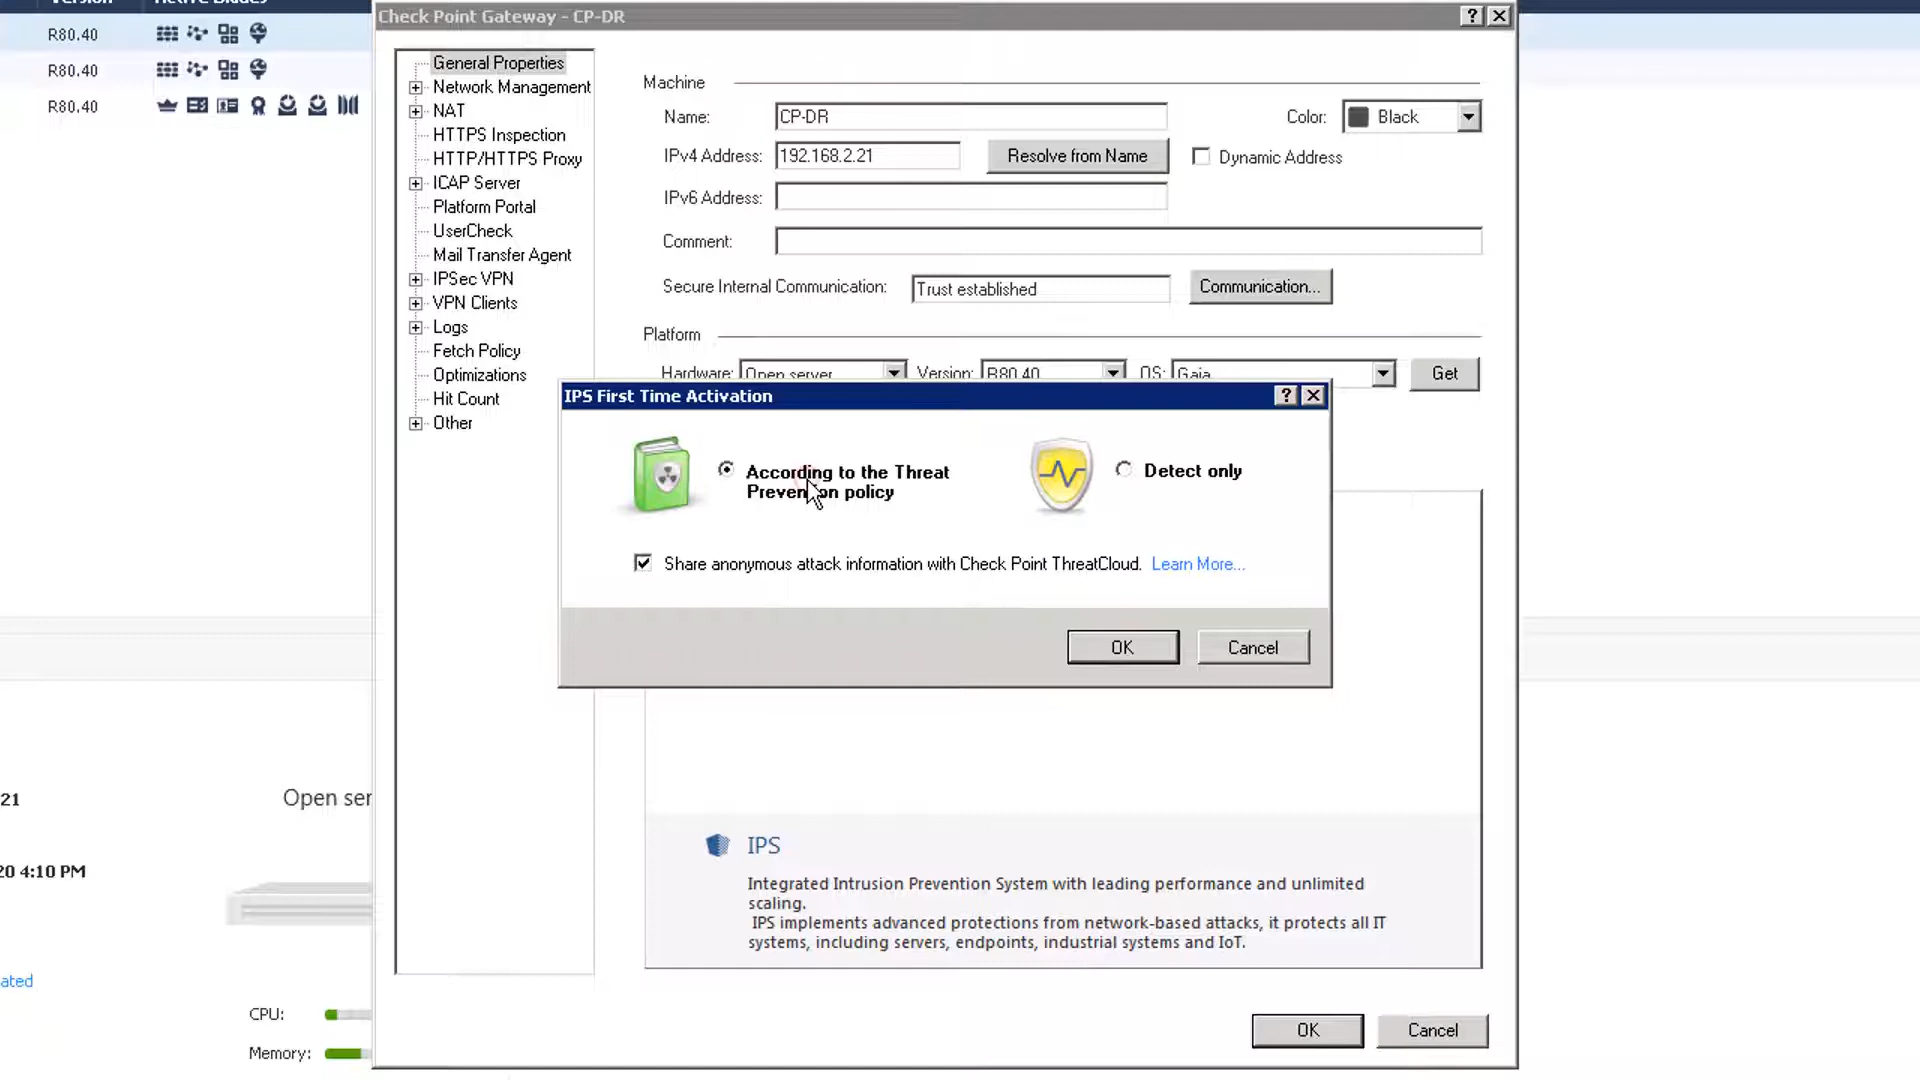 Version Active Blades
R80.40
R80.40
R80.40
21
Open ser
20 4:10 PM
ated
CPU:
Memory:
Check Point Gateway - CP-DR
General Properties
Network Management
NAT
HTTPS Inspection
HTTP/HTTPS Proxy
ICAP Server
Platform Portal
UserCheck
Mail Transfer Agent
IPSec VPN
VPN Clients
Logs
Fetch Policy
Optimizations
Hit Count
Other
Machine
Name: CP-DR Color: Black
IPv4 Address: 192.168.2.21 Resolve from Name Dynamic Address
IPv6 Address:
Comment:
Secure Internal Communication: Trust established Communication...
Platform
Hardware: Open server Version: R80.40 OS: Gaia Get
IPS First Time Activation
According to the Threat
Prevention policy
Detect only
Share anonymous attack information with Check Point ThreatCloud. Learn More...
OK Cancel
IPS
Integrated Intrusion Prevention System with leading performance and unlimited
scaling.
IPS implements advanced protections from network-based attacks, it protects all IT
systems, including servers, endpoints, industrial systems and IoT.
OK Cancel